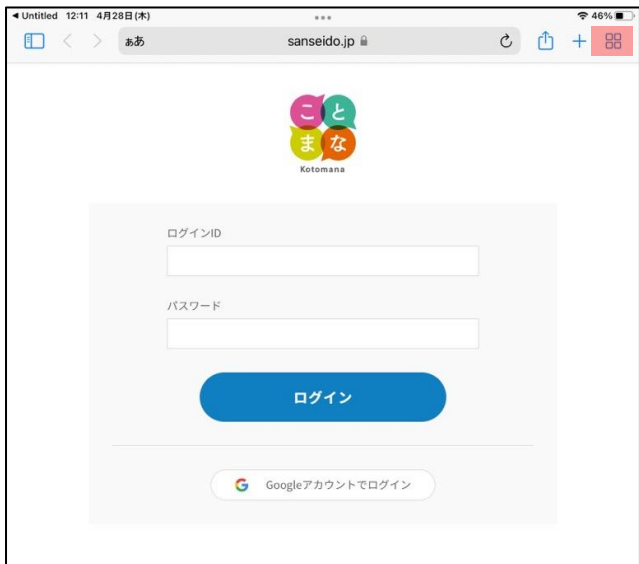 ◀ Untitled 12:11 4月28日(木) 46%
ぁあ sanseido.jp
こと
まな
Kotomana
ログインID
パスワード
ログイン
Googleアカウントでログイン